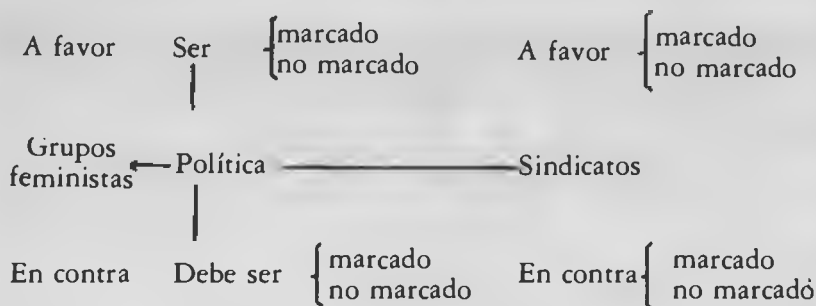 A favor Ser marcado A favor marcado
no marcado no marcado
Grupos
feministas Política Sindicatos
En contra Debe ser marcado En contra marcado
no marcado no marcado